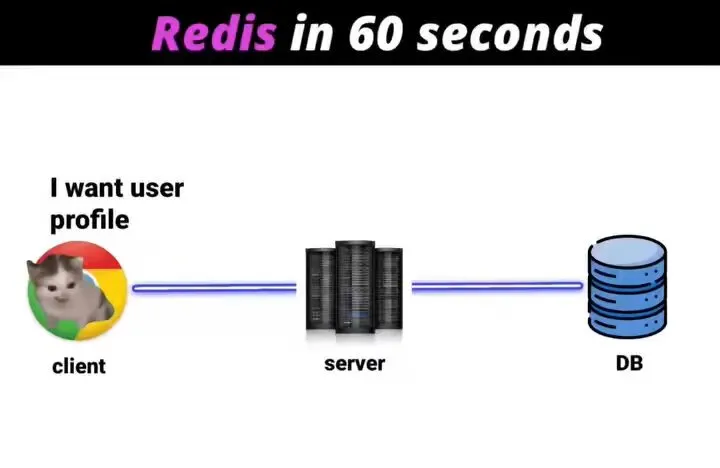 Redis in 60 seconds
I want user
profile
client
server
DB